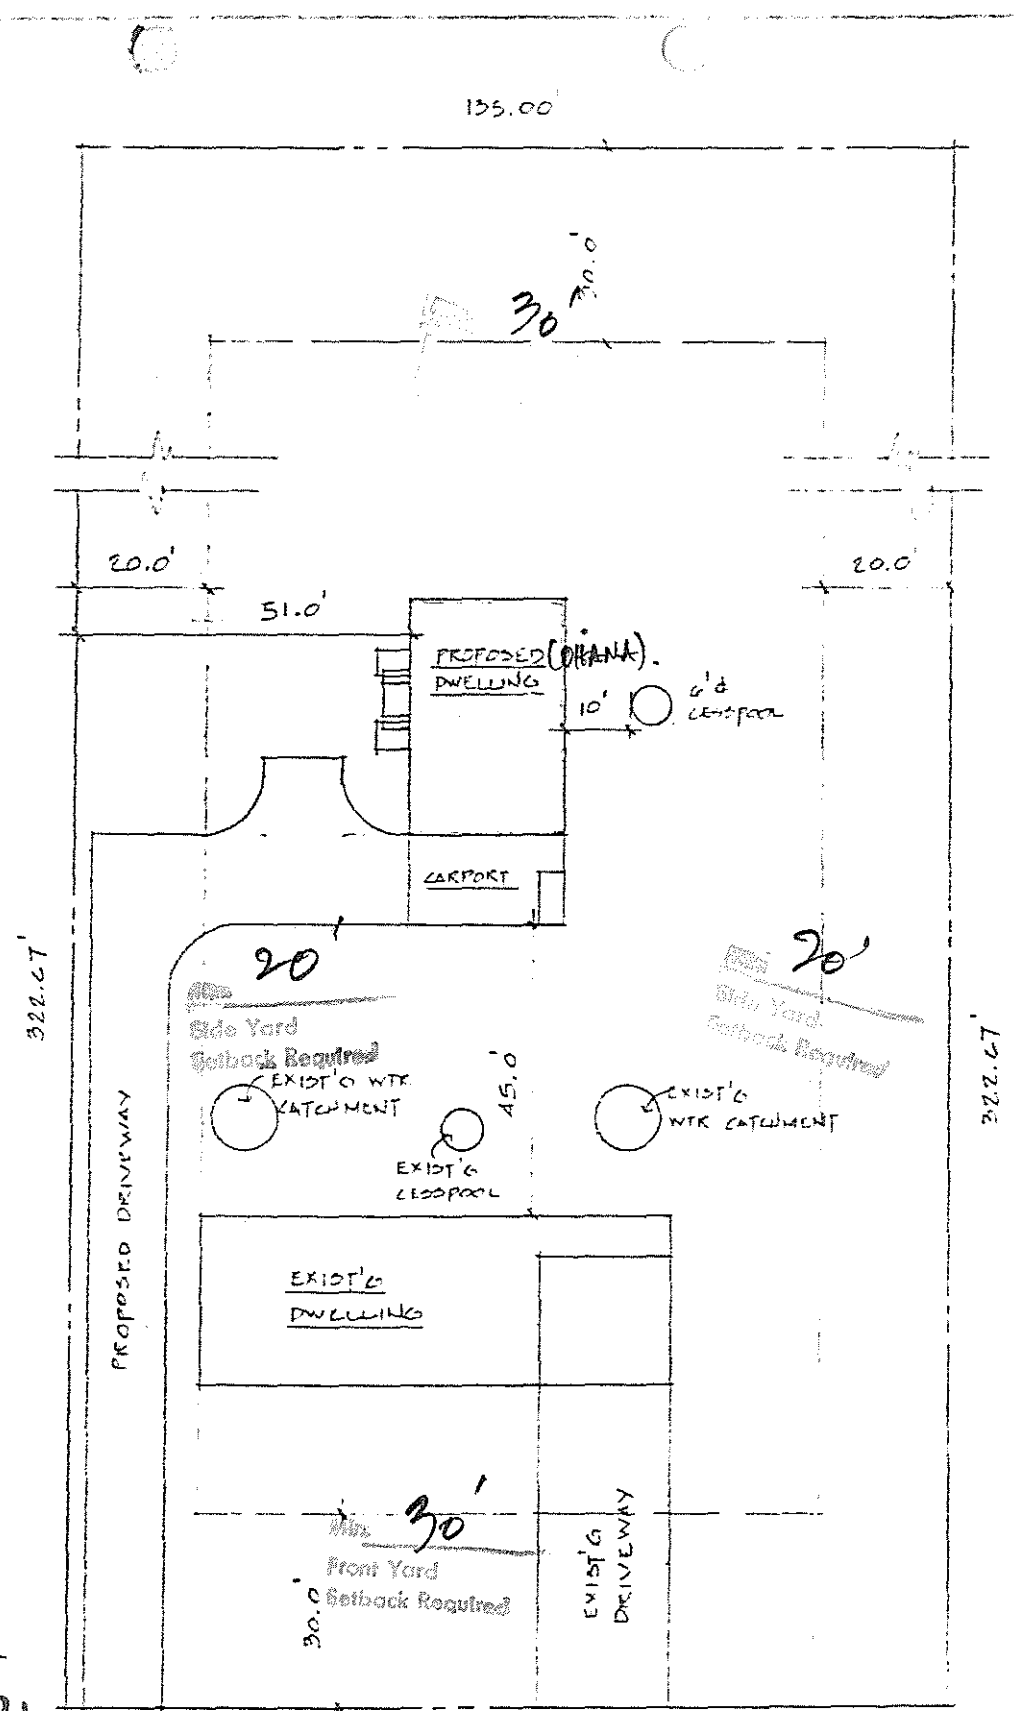 135.00'
30.0'
30'
20.0'
20.0'
51.0'
PROPOSED (OHANA).
DWELLING
10'
6'ø
CESSPOOL
CARPORT
322.67'
20
Min.
Side Yard
Setback Required
20'
Min.
Side Yard
Setback Required
322.67'
45.0'
EXIST'G WTR
CATCHMENT
EXIST'G
WTR CATCHMENT
EXIST'G
CESSPOOL
PROPOSED DRIVEWAY
EXIST'G
DWELLING
30'
Min.
Front Yard
Setback Required
30.0'
EXIST'G
DRIVEWAY